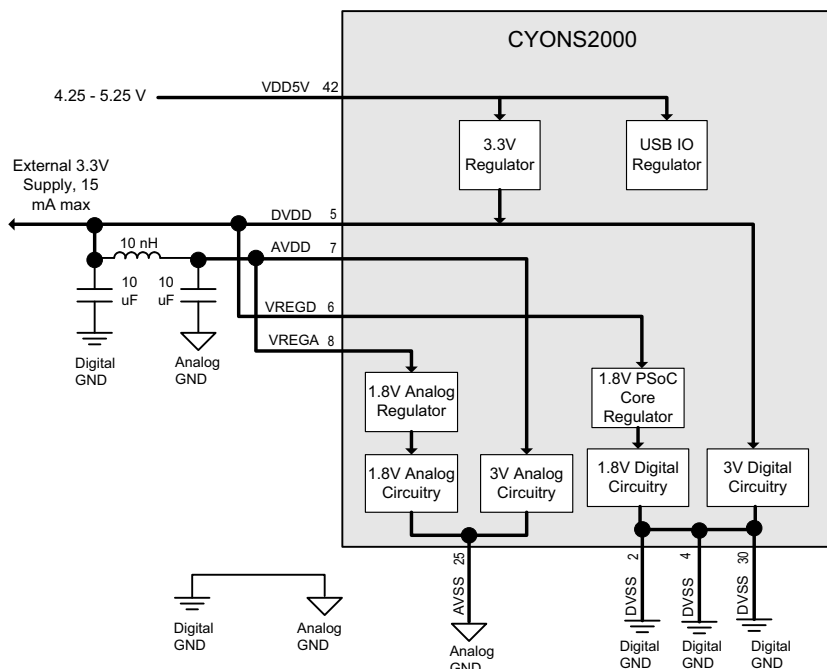 CYONS2000
VDD5V 42
4.25 - 5.25 V
3.3V
Regulator
USB IO
Regulator
External 3.3V
Supply, 15
mA max
DVDD 5
10 nH
AVDD 7
10
uF
10
uF
VREGD 6
VREGA 8
Digital
GND
Analog
GND
1.8V Analog
Regulator
1.8V PSoC
Core
Regulator
1.8V Analog
Circuitry
3V Analog
Circuitry
1.8V Digital
Circuitry
3V Digital
Circuitry
AVSS 25
DVSS 2
DVSS 4
DVSS 30
Digital
GND
Analog
GND
Analog
GND
Digital
GND
Digital
GND
Digital
GND